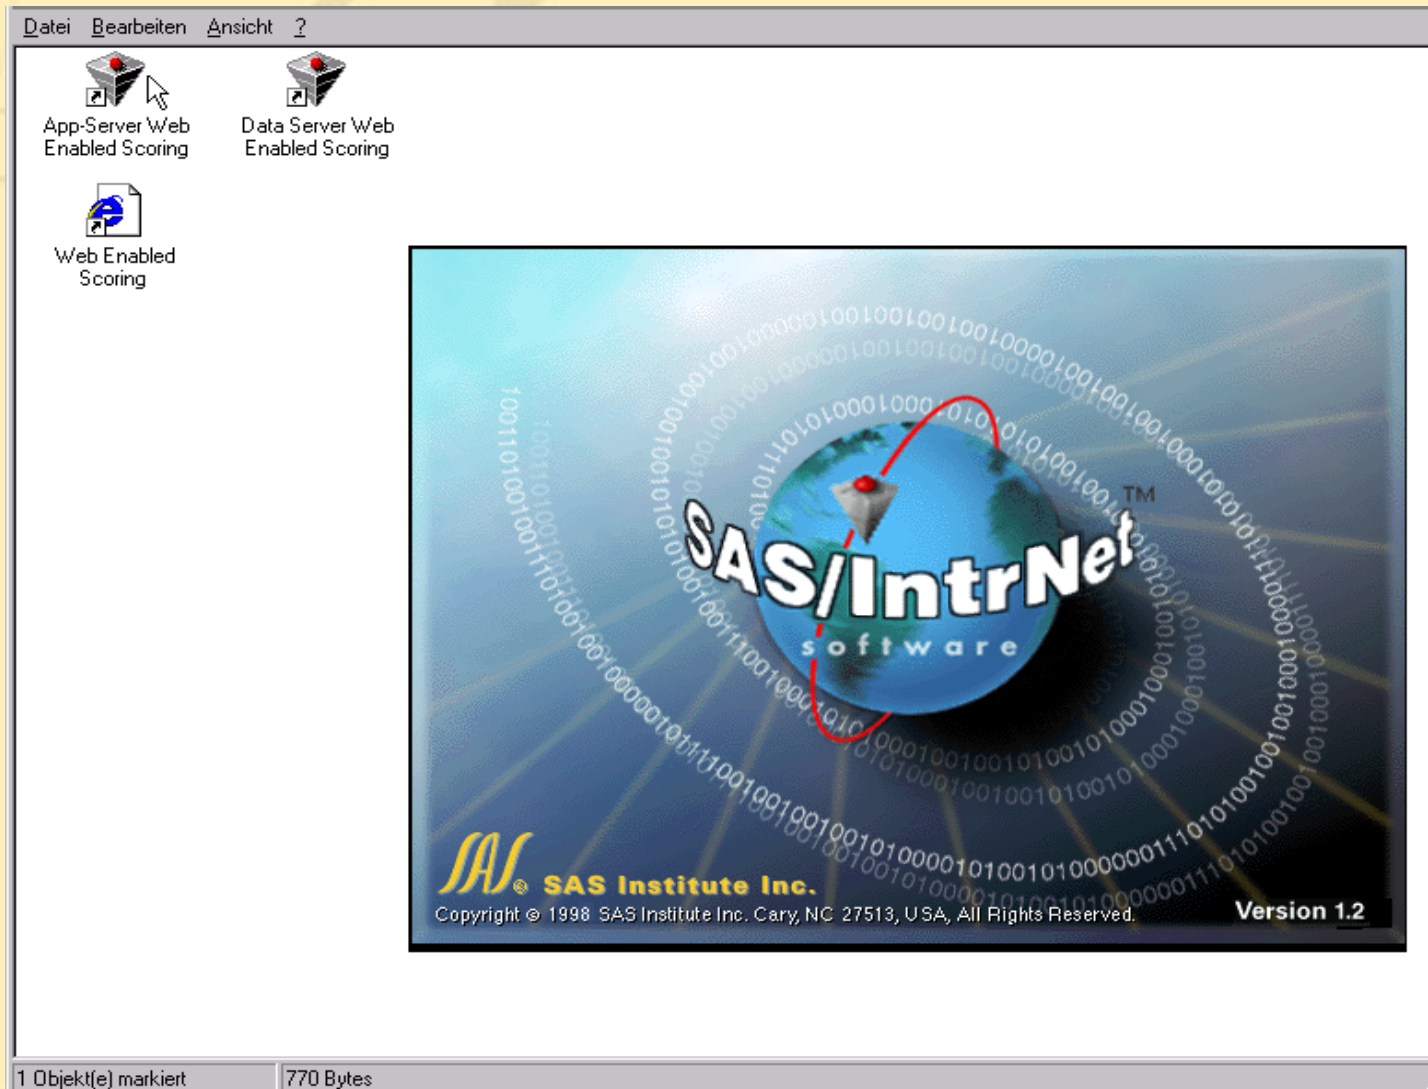 Datei Bearbeiten Ansicht ?
App-Server Web
Enabled Scoring
Data Server Web
Enabled Scoring
Web Enabled
Scoring
SAS/IntrNet™
software
SAS® SAS Institute Inc.
Copyright © 1998 SAS Institute Inc. Cary, NC 27513, USA, All Rights Reserved.
Version 1.2
1 Objekt(e) markiert 770 Bytes